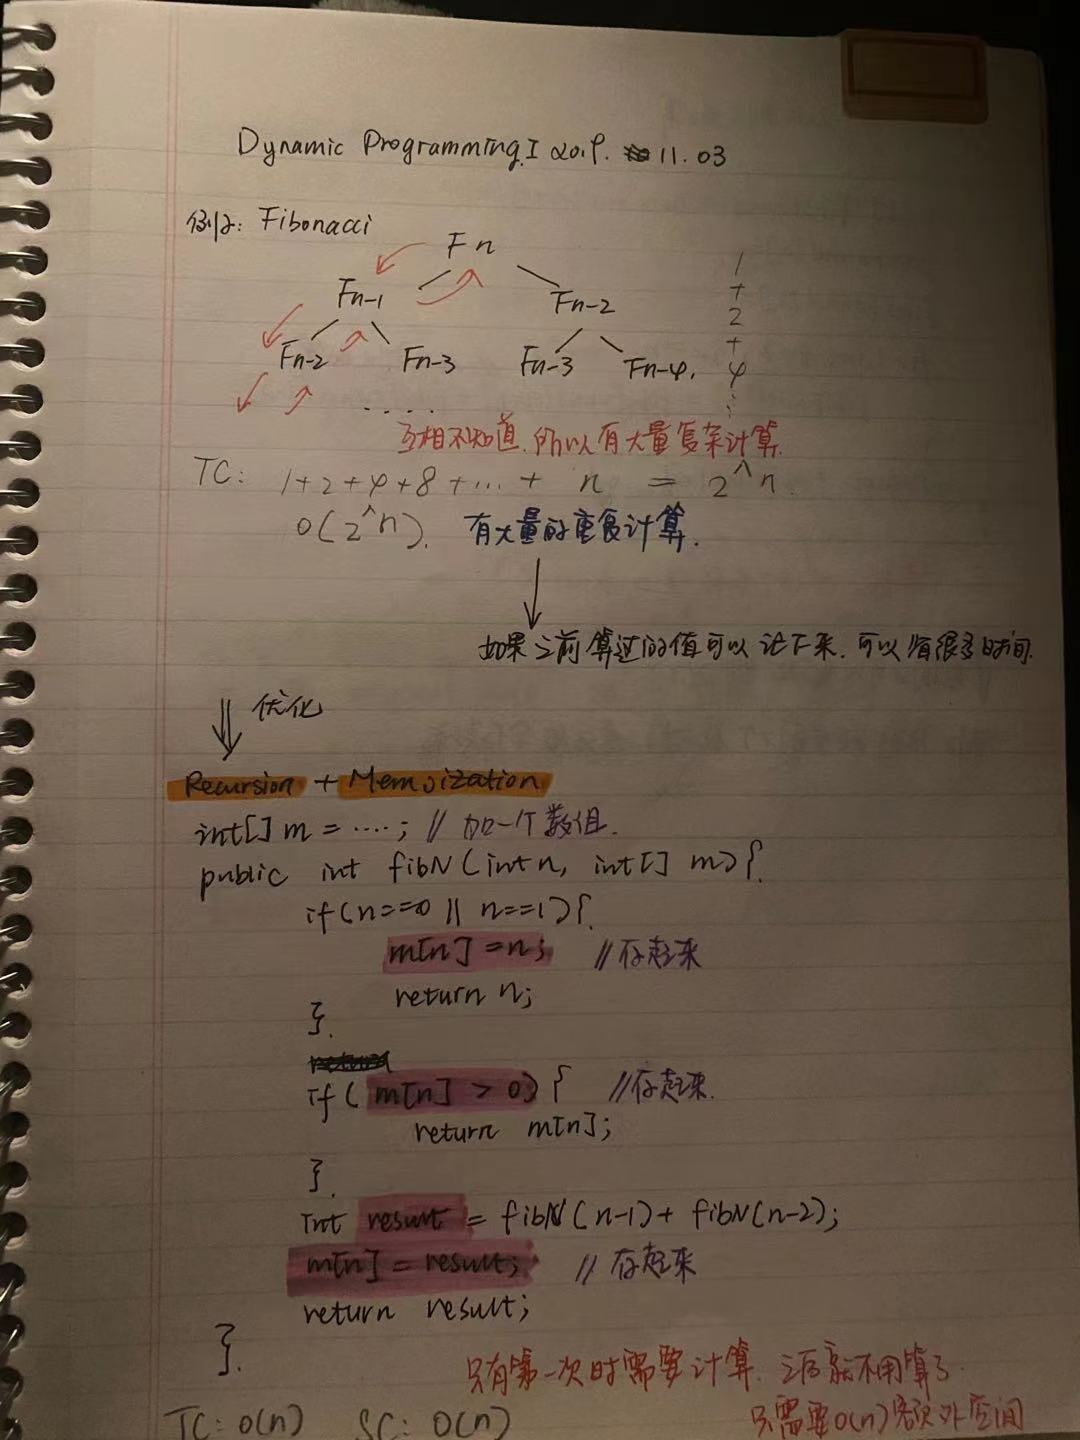 Dynamic Programming I 2019. 11.03
例子: Fibonacci
Fn
Fn-1 Fn-2
Fn-2 Fn-3 Fn-3 Fn-4.
.....
1
+
2
+
4
⋮
互相不知道.所以有大量复杂计算.
TC: 1+2+4+8+...+ n = 2^n.
O(2^n). 有大量的重复计算.
如果之前算过的值可以记下来.可以省很多时间.
优化
Recursion + Memoization
int[] m = ....; // 加一个数组.
public int fibN(int n, int[] m){.
if(n==0 || n==1){.
m[n]=n; //存起来
return n;
}.
if( m[n] > 0) { //存起来.
return m[n];
}.
Int result = fibN(n-1)+ fibN(n-2);
m[n] = result; // 存起来
return result;
}.
只有第一次时需要计算.之后就不用算了.
TC: O(n) SC: O(n) 只需要O(n)额外空间